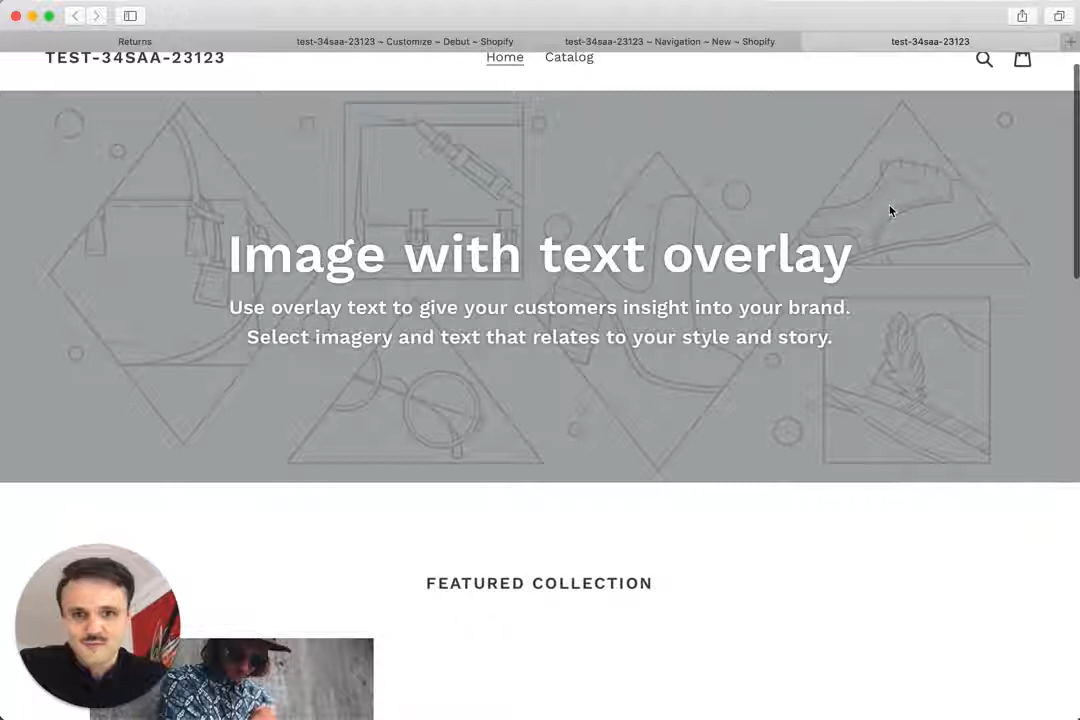 Returns
test-34saa-23123 ~ Customize ~ Debut ~ Shopify
test-34saa-23123 ~ Navigation ~ New ~ Shopify
test-34saa-23123
TEST-34SAA-23123
Home
Catalog
Image with text overlay
Use overlay text to give your customers insight into your brand.
Select imagery and text that relates to your style and story.
FEATURED COLLECTION